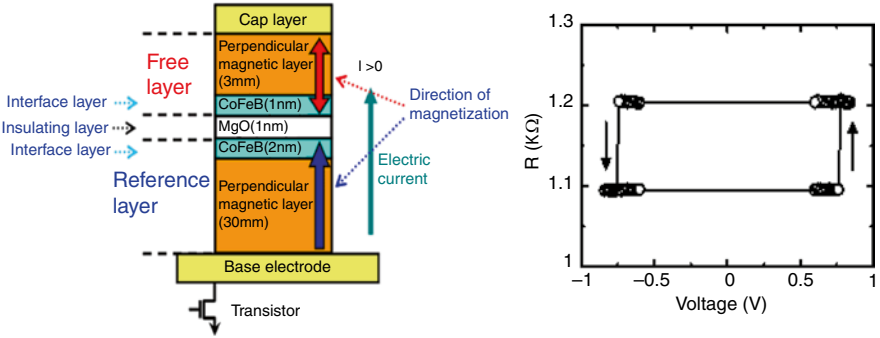 Cap layer
Perpendicular
magnetic layer
(3mm)
I >0
Free
layer
Interface layer
CoFeB(1nm)
Direction of
magnetization
Insulating layer
MgO(1nm)
Interface layer
CoFeB(2nm)
Electric
current
Reference
layer
Perpendicular
magnetic layer
(30mm)
Base electrode
Transistor
R (KΩ)
1.3
1.2
1.1
1
–1
–0.5
0
0.5
1
Voltage (V)